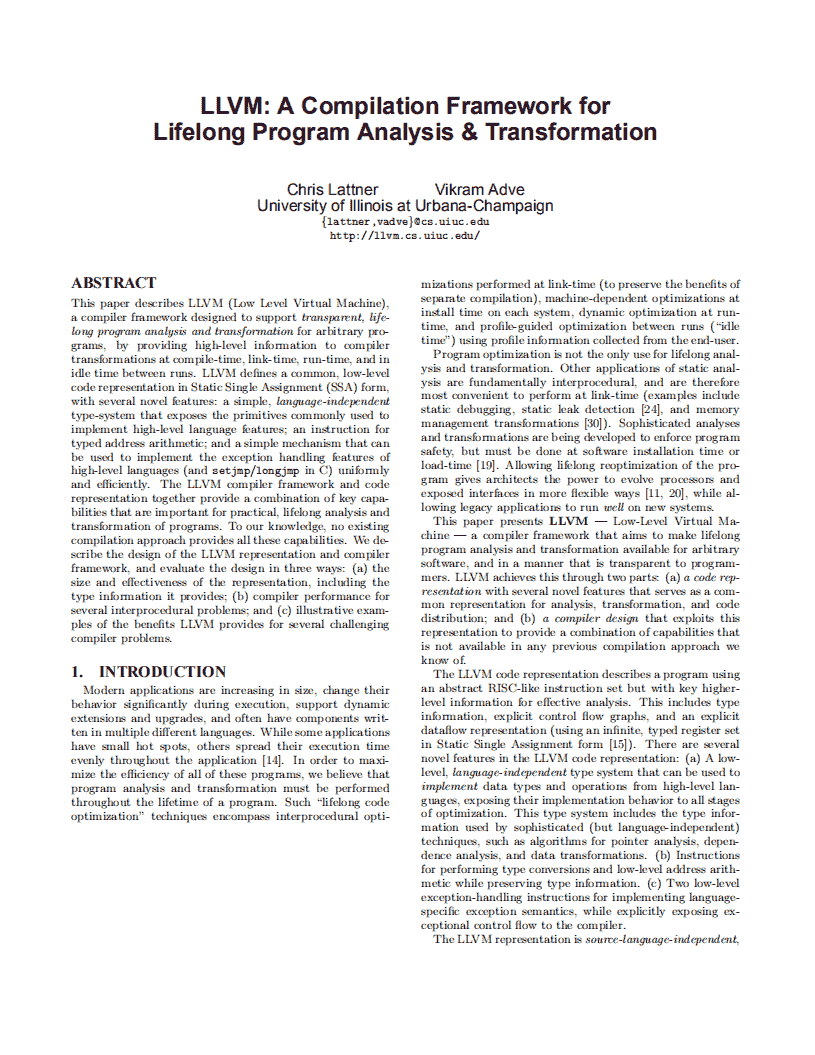 LLVM: A Compilation Framework for
Lifelong Program Analysis & Transformation
Chris Lattner Vikram Adve
University of Illinois at Urbana-Champaign
{lattner,vadve}@cs.uiuc.edu
http://llvm.cs.uiuc.edu/
ABSTRACT
This paper describes LLVM (Low Level Virtual Machine),
a compiler framework designed to support transparent, life-
long program analysis and transformation for arbitrary pro-
grams, by providing high-level information to compiler
transformations at compile-time, link-time, run-time, and in
idle time between runs. LLVM defines a common, low-level
code representation in Static Single Assignment (SSA) form,
with several novel features: a simple, language-independent
type-system that exposes the primitives commonly used to
implement high-level language features; an instruction for
typed address arithmetic; and a simple mechanism that can
be used to implement the exception handling features of
high-level languages (and setjmp/longjmp in C) uniformly
and efficiently. The LLVM compiler framework and code
representation together provide a combination of key capa-
bilities that are important for practical, lifelong analysis and
transformation of programs. To our knowledge, no existing
compilation approach provides all these capabilities. We de-
scribe the design of the LLVM representation and compiler
framework, and evaluate the design in three ways: (a) the
size and effectiveness of the representation, including the
type information it provides; (b) compiler performance for
several interprocedural problems; and (c) illustrative exam-
ples of the benefits LLVM provides for several challenging
compiler problems.
1. INTRODUCTION
Modern applications are increasing in size, change their
behavior significantly during execution, support dynamic
extensions and upgrades, and often have components writ-
ten in multiple different languages. While some applications
have small hot spots, others spread their execution time
evenly throughout the application [14]. In order to maxi-
mize the efficiency of all of these programs, we believe that
program analysis and transformation must be performed
throughout the lifetime of a program. Such “lifelong code
optimization” techniques encompass interprocedural opti-
mizations performed at link-time (to preserve the benefits of
separate compilation), machine-dependent optimizations at
install time on each system, dynamic optimization at run-
time, and profile-guided optimization between runs (“idle
time”) using profile information collected from the end-user.
Program optimization is not the only use for lifelong anal-
ysis and transformation. Other applications of static anal-
ysis are fundamentally interprocedural, and are therefore
most convenient to perform at link-time (examples include
static debugging, static leak detection [24], and memory
management transformations [30]). Sophisticated analyses
and transformations are being developed to enforce program
safety, but must be done at software installation time or
load-time [19]. Allowing lifelong reoptimization of the pro-
gram gives architects the power to evolve processors and
exposed interfaces in more flexible ways [11, 20], while al-
lowing legacy applications to run well on new systems.
This paper presents LLVM — Low-Level Virtual Ma-
chine — a compiler framework that aims to make lifelong
program analysis and transformation available for arbitrary
software, and in a manner that is transparent to program-
mers. LLVM achieves this through two parts: (a) a code rep-
resentation with several novel features that serves as a com-
mon representation for analysis, transformation, and code
distribution; and (b) a compiler design that exploits this
representation to provide a combination of capabilities that
is not available in any previous compilation approach we
know of.
The LLVM code representation describes a program using
an abstract RISC-like instruction set but with key higher-
level information for effective analysis. This includes type
information, explicit control flow graphs, and an explicit
dataflow representation (using an infinite, typed register set
in Static Single Assignment form [15]). There are several
novel features in the LLVM code representation: (a) A low-
level, language-independent type system that can be used to
implement data types and operations from high-level lan-
guages, exposing their implementation behavior to all stages
of optimization. This type system includes the type infor-
mation used by sophisticated (but language-independent)
techniques, such as algorithms for pointer analysis, depen-
dence analysis, and data transformations. (b) Instructions
for performing type conversions and low-level address arith-
metic while preserving type information. (c) Two low-level
exception-handling instructions for implementing language-
specific exception semantics, while explicitly exposing ex-
ceptional control flow to the compiler.
The LLVM representation is source-language-independent,